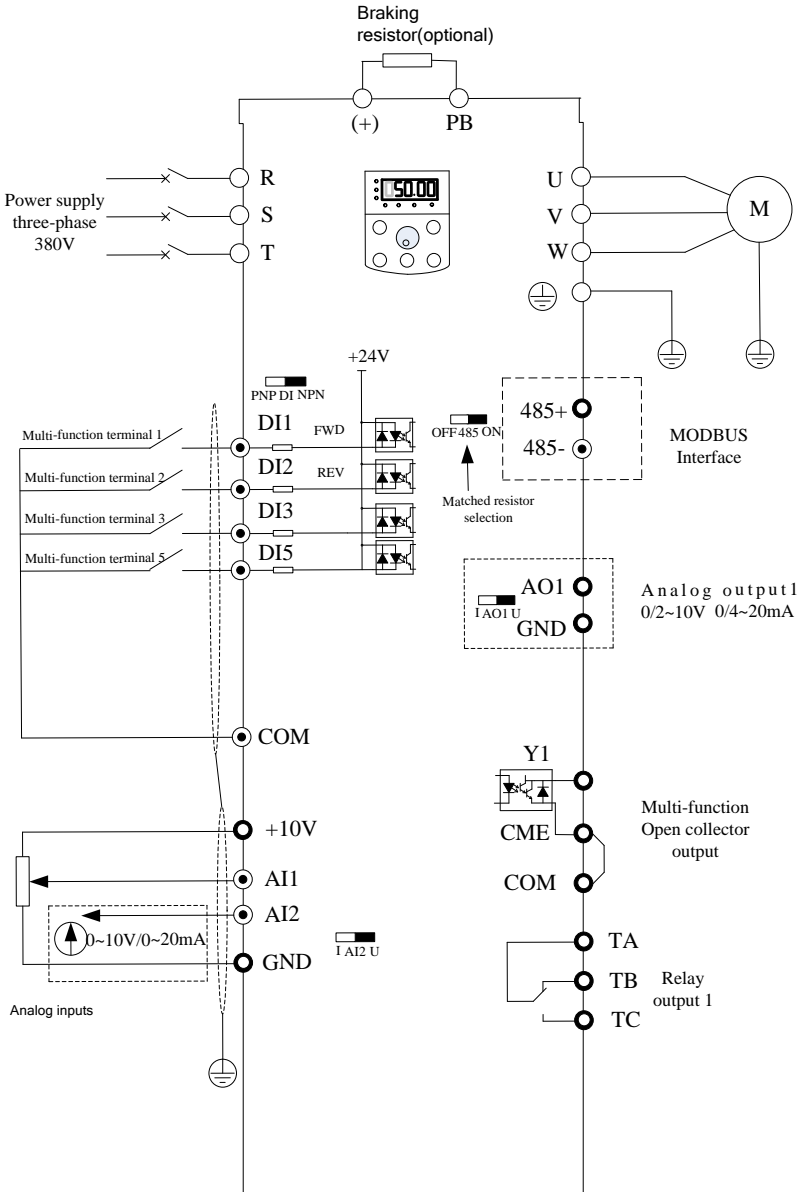 Braking
resistor(optional)
(+)
PB
R
S
T
Power supply
three-phase
380V
50.00
U
V
W
M
+24V
PNP DI NPN
Multi-function terminal 1
DI1
FWD
Multi-function terminal 2
DI2
REV
Multi-function terminal 3
DI3
Multi-function terminal 5
DI5
OFF 485 ON
Matched resistor
selection
485+
485-
MODBUS
Interface
AO1
I AO1 U
GND
Analog output1
0/2~10V 0/4~20mA
COM
Y1
CME
COM
Multi-function
Open collector
output
+10V
AI1
AI2
0~10V/0~20mA
GND
I AI2 U
Analog inputs
TA
TB
TC
Relay
output 1